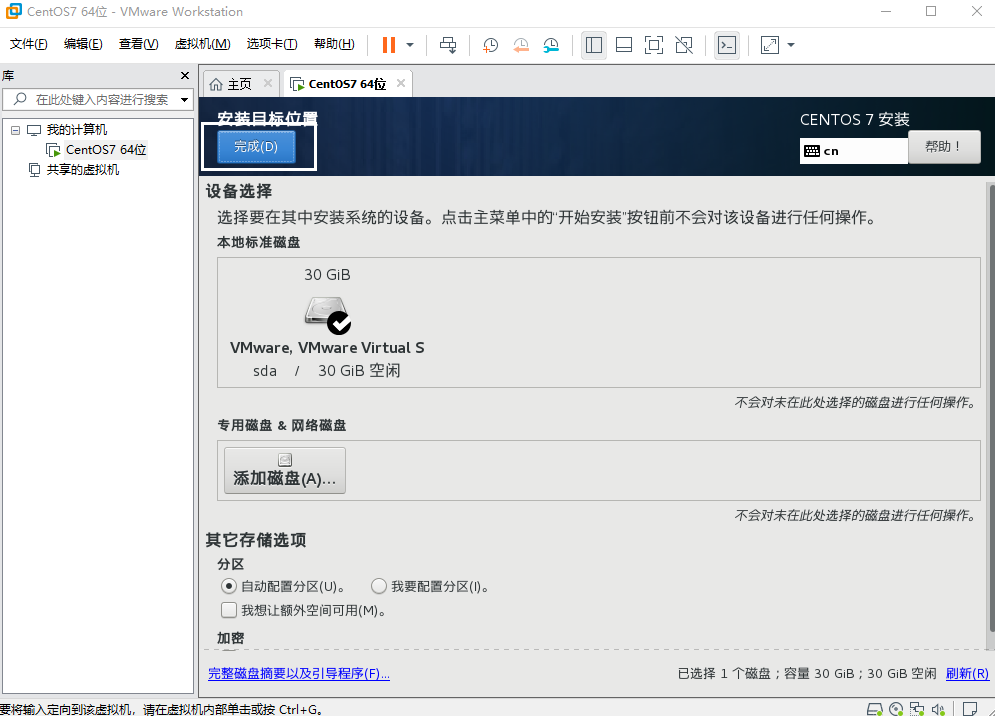 CentOS7 64位 - VMware Workstation
文件(F) 编辑(E) 查看(V) 虚拟机(M) 选项卡(T) 帮助(H)
库
在此处键入内容进行搜索
我的计算机
CentOS7 64位
共享的虚拟机
主页 CentOS7 64位
安装目标位置
完成(D)
CENTOS 7 安装
cn
帮助！
设备选择
选择要在其中安装系统的设备。点击主菜单中的“开始安装”按钮前不会对该设备进行任何操作。
本地标准磁盘
30 GiB
VMware, VMware Virtual S
sda / 30 GiB 空闲
不会对未在此处选择的磁盘进行任何操作。
专用磁盘 & 网络磁盘
添加磁盘(A)...
不会对未在此处选择的磁盘进行任何操作。
其它存储选项
分区
自动配置分区(U)。 我要配置分区(I)。
我想让额外空间可用(M)。
加密
完整磁盘摘要以及引导程序(F)...
已选择 1 个磁盘；容量 30 GiB；30 GiB 空闲 刷新(R)
要将输入定向到该虚拟机，请在虚拟机内部单击或按 Ctrl+G。